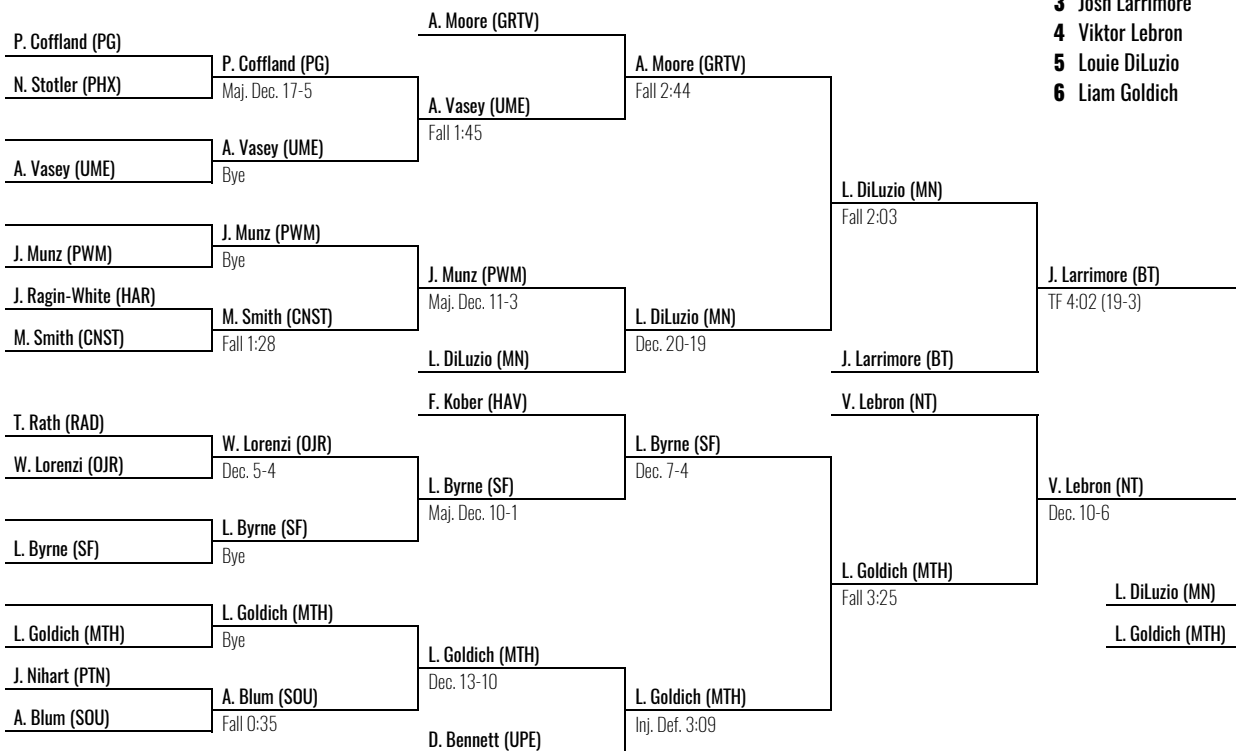 P. Coffland (PG)
N. Stotler (PHX)
A. Vasey (UME)
J. Munz (PWM)
J. Ragin-White (HAR)
M. Smith (CNST)
T. Rath (RAD)
W. Lorenzi (OJR)
L. Byrne (SF)
L. Goldich (MTH)
J. Nihart (PTN)
A. Blum (SOU)
P. Coffland (PG)
Maj. Dec. 17-5
A. Vasey (UME)
Bye
J. Munz (PWM)
Bye
M. Smith (CNST)
Fall 1:28
W. Lorenzi (OJR)
Dec. 5-4
L. Byrne (SF)
Bye
L. Goldich (MTH)
Bye
A. Blum (SOU)
Fall 0:35
A. Moore (GRTV)
A. Vasey (UME)
Fall 1:45
J. Munz (PWM)
Maj. Dec. 11-3
L. DiLuzio (MN)
F. Kober (HAV)
L. Byrne (SF)
Maj. Dec. 10-1
L. Goldich (MTH)
Dec. 13-10
D. Bennett (UPE)
A. Moore (GRTV)
Fall 2:44
L. DiLuzio (MN)
Dec. 20-19
L. Byrne (SF)
Dec. 7-4
L. Goldich (MTH)
Inj. Def. 3:09
L. DiLuzio (MN)
Fall 2:03
J. Larrimore (BT)
V. Lebron (NT)
L. Goldich (MTH)
Fall 3:25
J. Larrimore (BT)
TF 4:02 (19-3)
V. Lebron (NT)
Dec. 10-6
L. DiLuzio (MN)
L. Goldich (MTH)
3 Josh Larrimore
4 Viktor Lebron
5 Louie DiLuzio
6 Liam Goldich